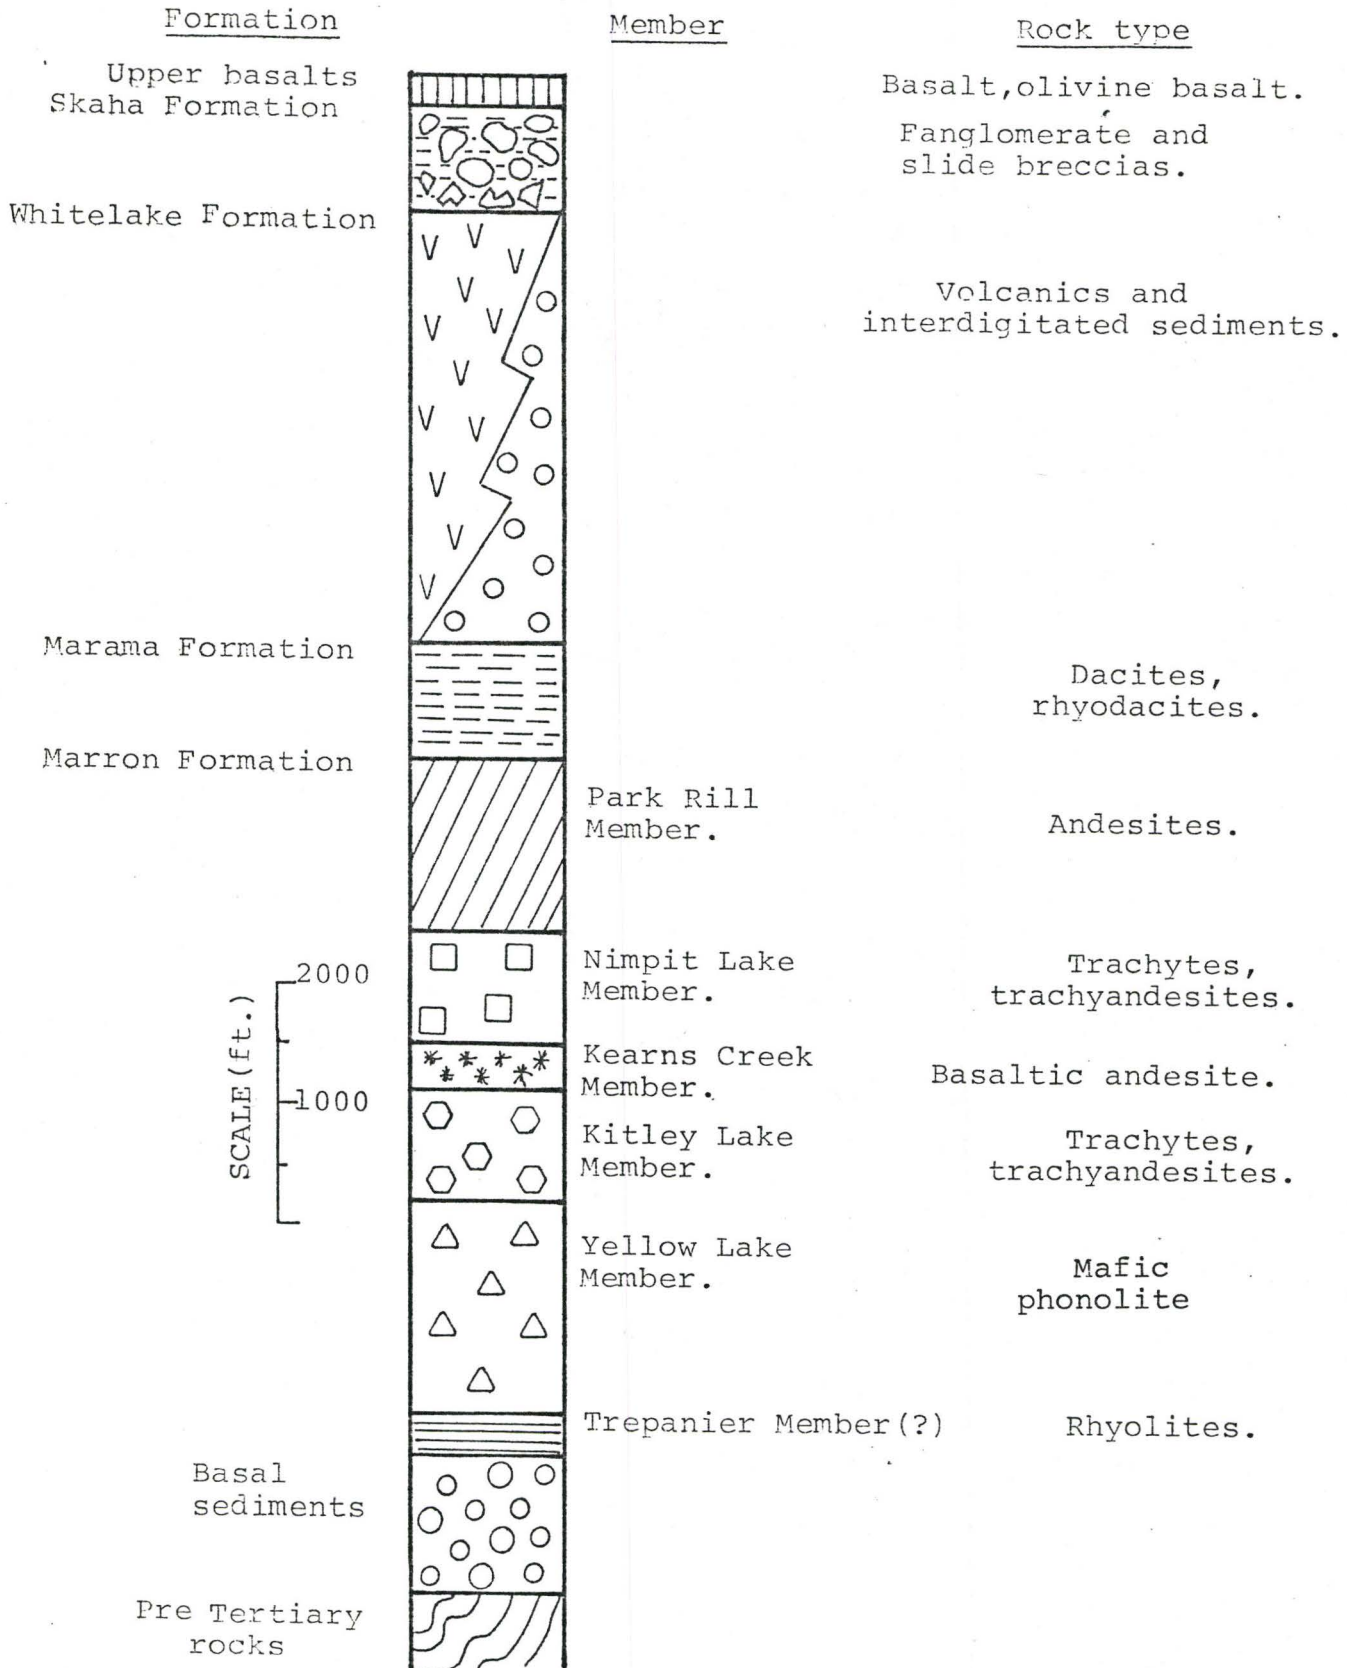 Formation
Member
Rock type
Upper basalts
Basalt,olivine basalt.
Skaha Formation
Fanglomerate and
slide breccias.
Whitelake Formation
Volcanics and
interdigitated sediments.
Marama Formation
Dacites,
rhyodacites.
Marron Formation
Park Rill
Member.
Andesites.
Nimpit Lake
Member.
Trachytes,
trachyandesites.
Kearns Creek
Member.
Basaltic andesite.
Kitley Lake
Member.
Trachytes,
trachyandesites.
Yellow Lake
Member.
Mafic
phonolite
Trepanier Member(?)
Rhyolites.
Basal
sediments
Pre Tertiary
rocks
SCALE(ft.)
2000
1000